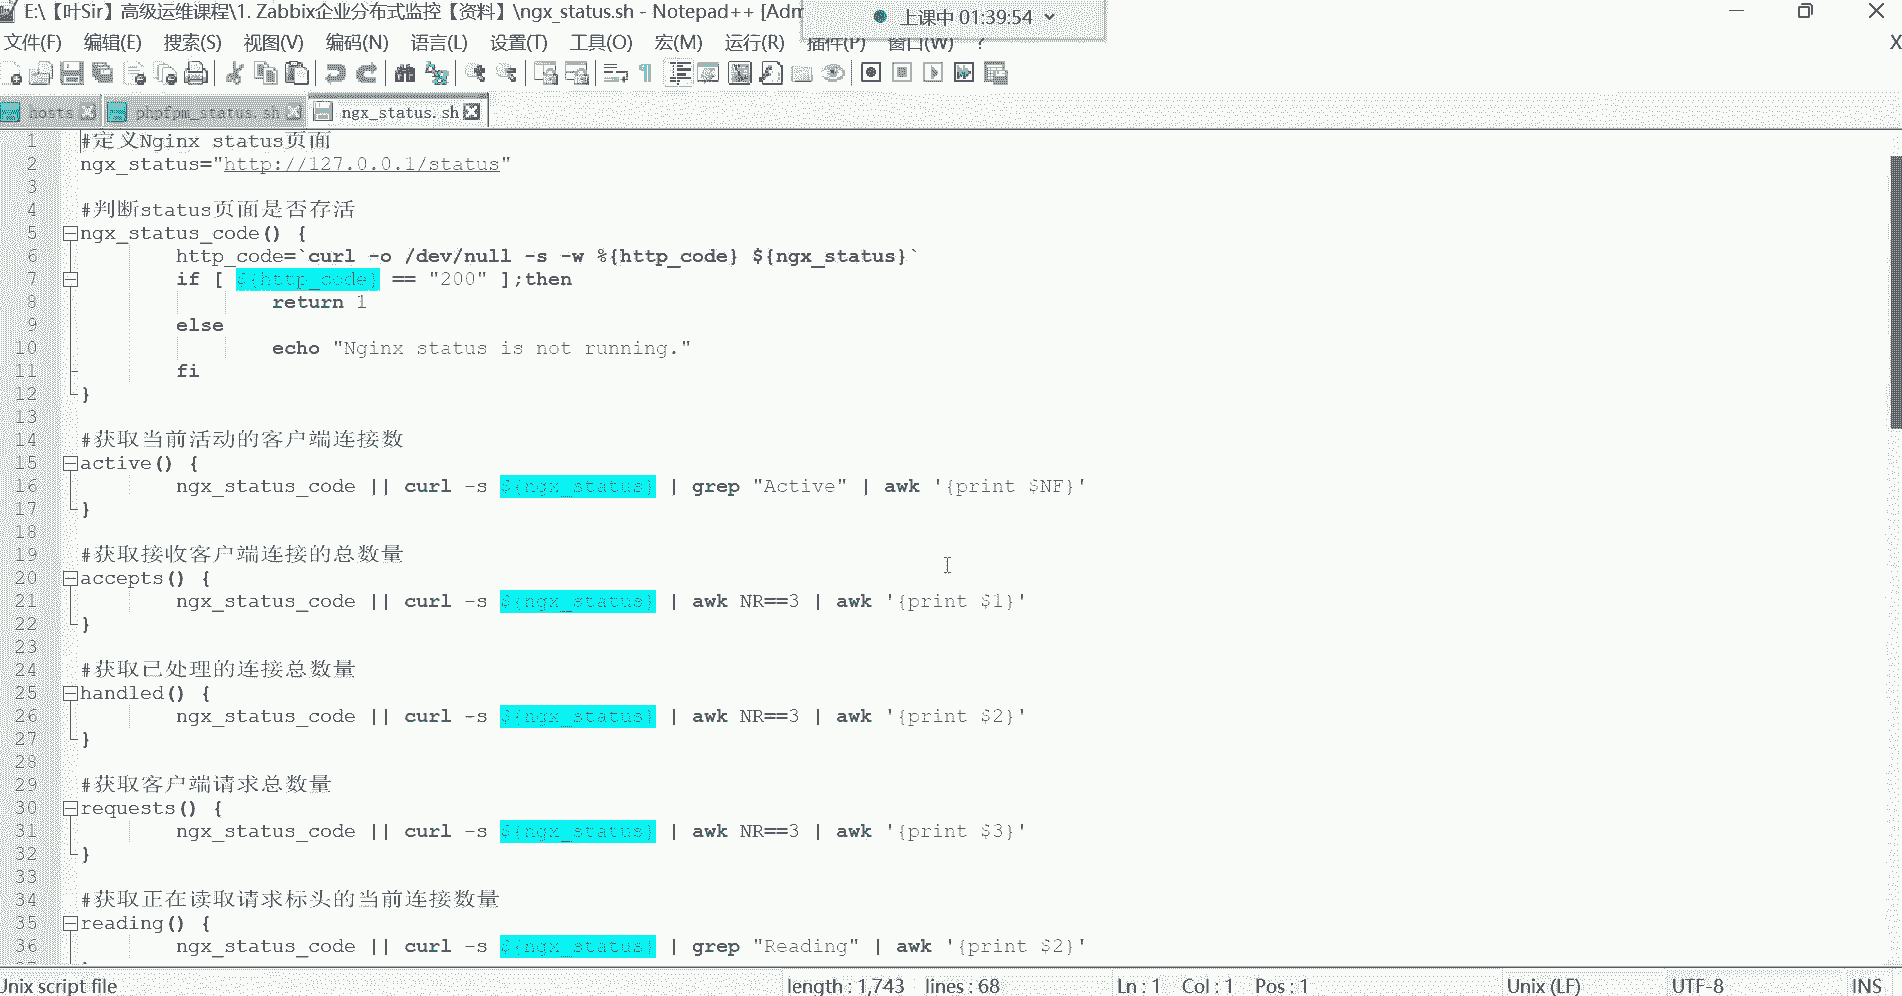 E:\【叶Sir】高级运维课程\1. Zabbix企业分布式监控【资料】\ngx_status.sh - Notepad++ [Adm
上课中 01:39:54
文件(F) 编辑(E) 搜索(S) 视图(V) 编码(N) 语言(L) 设置(T) 工具(O) 宏(M) 运行(R) 插件(P) 窗口(W) ? X
hosts phpfpm_status.sh ngx_status.sh
1 #定义Nginx status页面
2 ngx_status="http://127.0.0.1/status"
3
4 #判断status页面是否存活
5 ngx_status_code() {
6 http_code=`curl -o /dev/null -s -w %{http_code} ${ngx_status}`
7 if [ ${http_code} == "200" ];then
8 return 1
9 else
10 echo "Nginx status is not running."
11 fi
12 }
13
14 #获取当前活动的客户端连接数
15 active() {
16 ngx_status_code || curl -s ${ngx_status} | grep "Active" | awk '{print $NF}'
17 }
18
19 #获取接收客户端连接的总数量
20 accepts() {
21 ngx_status_code || curl -s ${ngx_status} | awk NR==3 | awk '{print $1}'
22 }
23
24 #获取已处理的连接总数量
25 handled() {
26 ngx_status_code || curl -s ${ngx_status} | awk NR==3 | awk '{print $2}'
27 }
28
29 #获取客户端请求总数量
30 requests() {
31 ngx_status_code || curl -s ${ngx_status} | awk NR==3 | awk '{print $3}'
32 }
33
34 #获取正在读取请求标头的当前连接数量
35 reading() {
36 ngx_status_code || curl -s ${ngx_status} | grep "Reading" | awk '{print $2}'
Unix script file length : 1,743 lines : 68 Ln : 1 Col : 1 Pos : 1 Unix (LF) UTF-8 INS